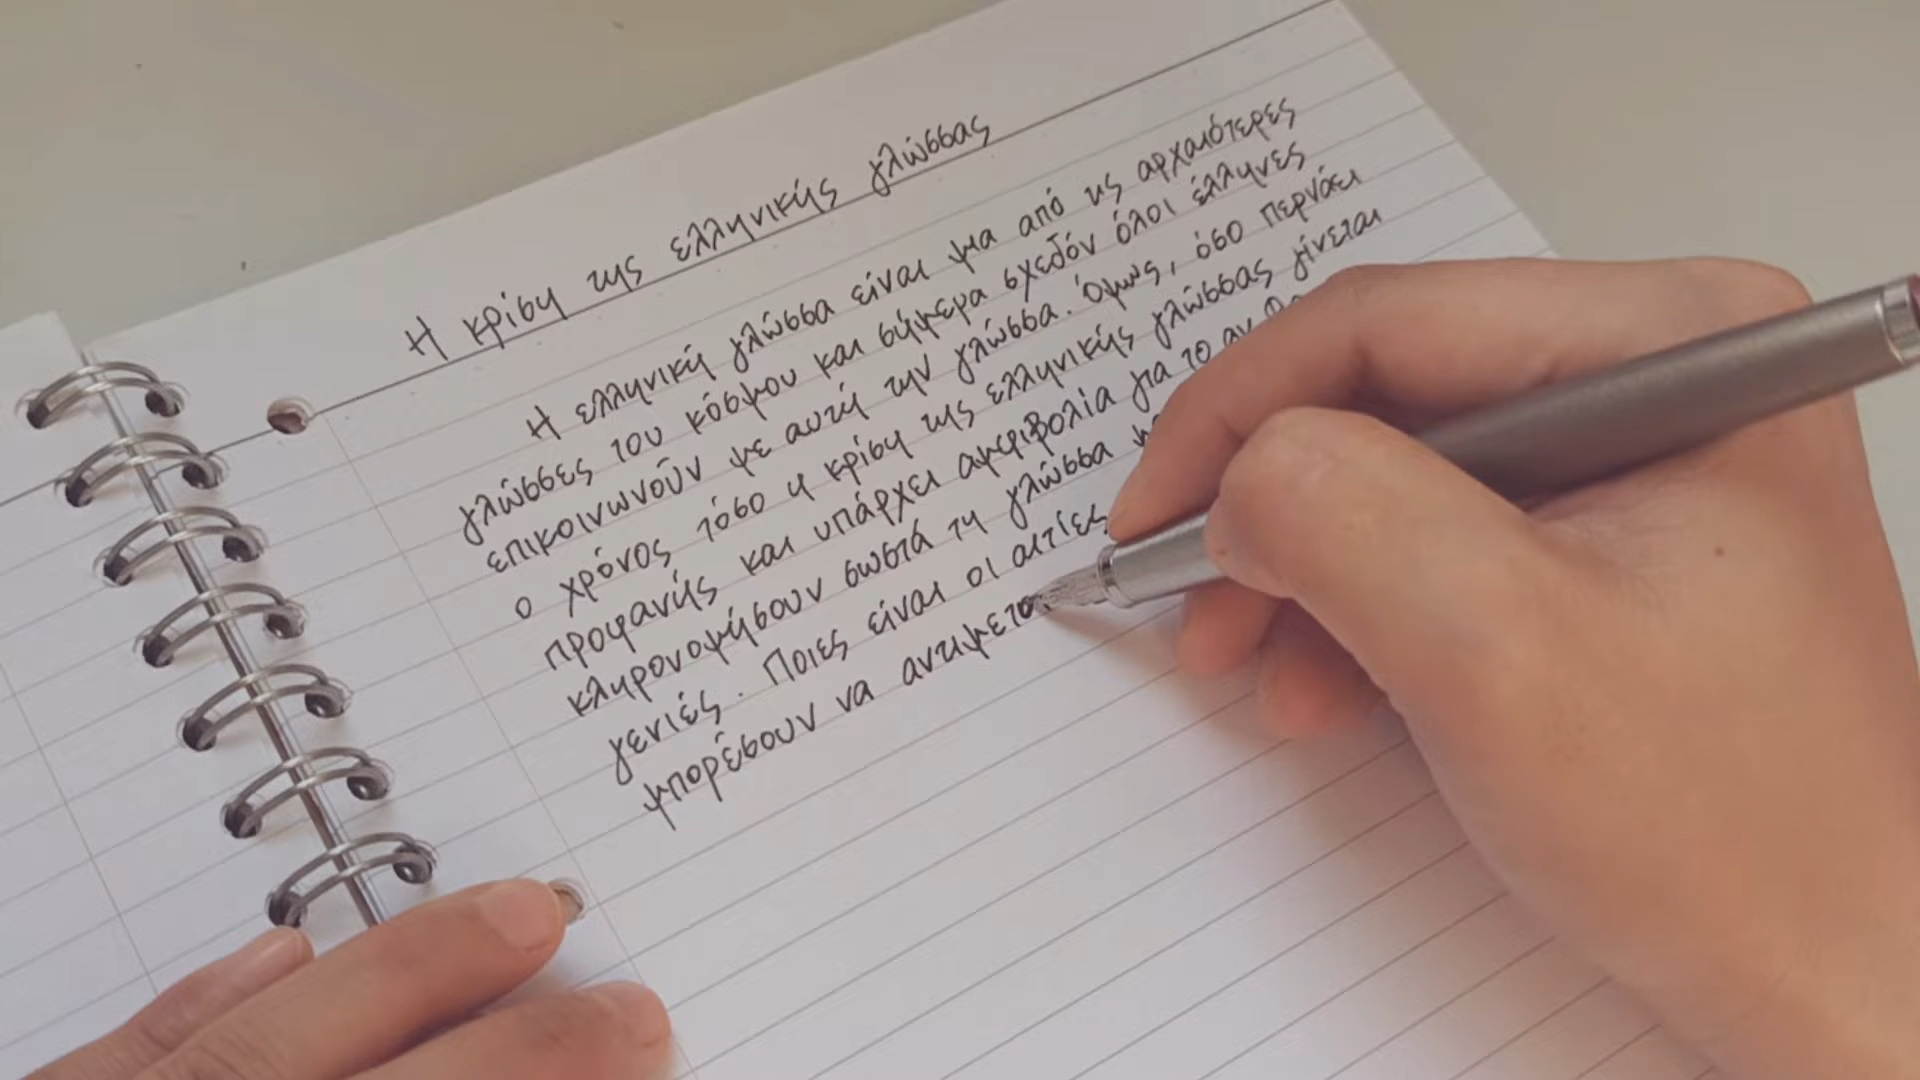 Η κρίση της ελληνικής γλώσσας
Η ελληνική γλώσσα είναι μια από τις αρχαιότερες
γλώσσες του κόσμου και σήμερα σχεδόν όλοι έλληνες
επικοινωνούν με αυτή την γλώσσα. Όμως, όσο περνάει
ο χρόνος τόσο η κρίση της ελληνικής γλώσσας γίνεται
προφανής και υπάρχει αμφιβολία για το αν
κληρονομήσουν σωστά τη γλώσσα
γενιές. Ποιες είναι οι αιτίες
μπορέσουν να